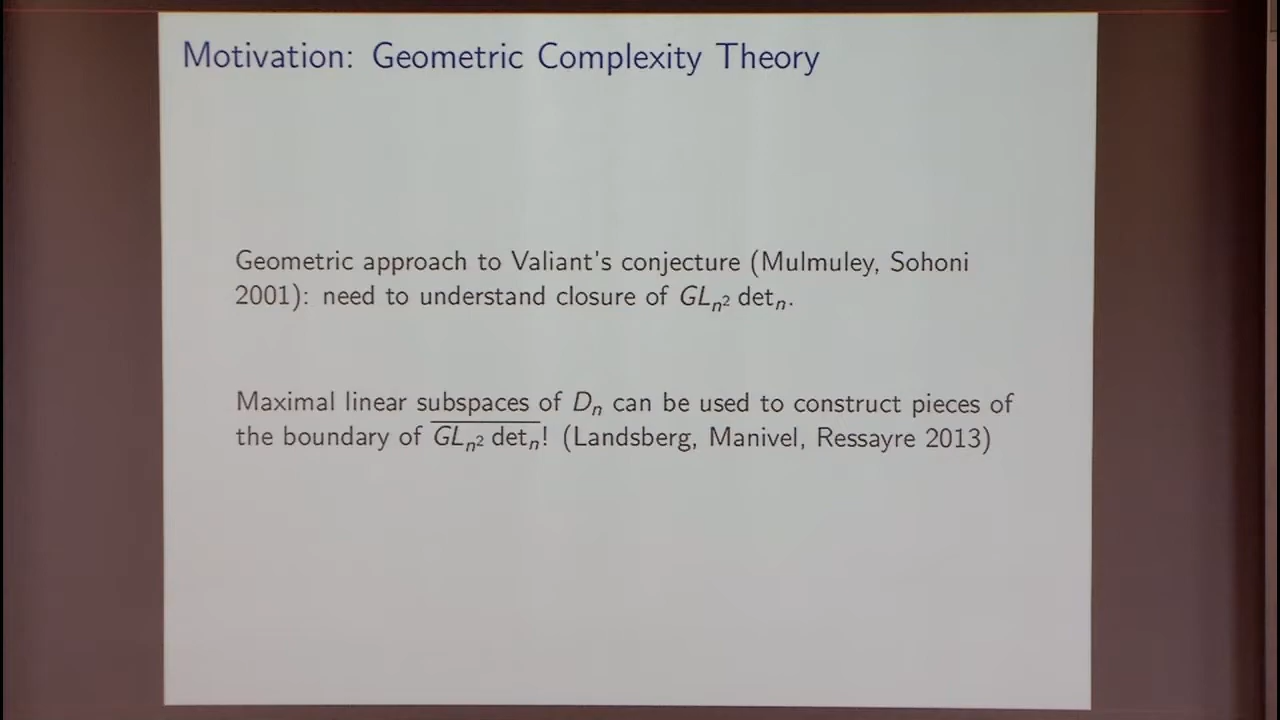 Motivation: Geometric Complexity Theory
Geometric approach to Valiant's conjecture (Mulmuley, Sohoni
2001): need to understand closure of $GL_{n^2} \det_n$.
Maximal linear subspaces of $D_n$ can be used to construct pieces of
the boundary of $\overline{GL_{n^2} \det_n}$! (Landsberg, Manivel, Ressayre 2013)